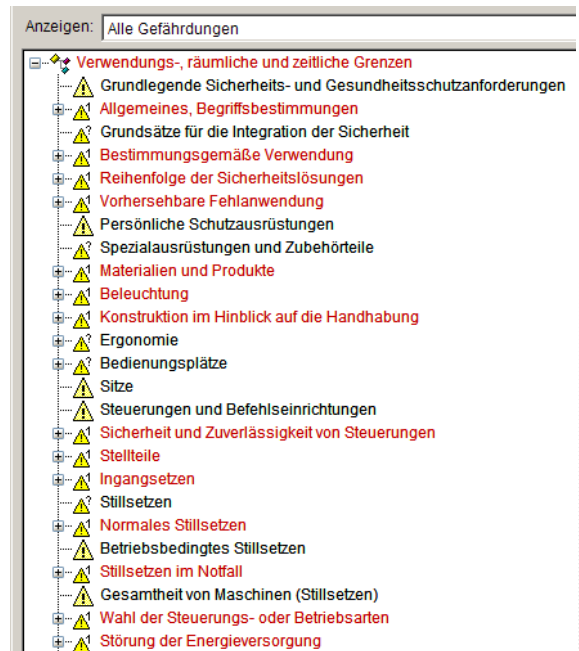 Anzeigen: Alle Gefährdungen
Verwendungs-, räumliche und zeitliche Grenzen
Grundlegende Sicherheits- und Gesundheitsschutzanforderungen
Allgemeines, Begriffsbestimmungen
Grundsätze für die Integration der Sicherheit
Bestimmungsgemäße Verwendung
Reihenfolge der Sicherheitslösungen
Vorhersehbare Fehlanwendung
Persönliche Schutzausrüstungen
Spezialausrüstungen und Zubehörteile
Materialien und Produkte
Beleuchtung
Konstruktion im Hinblick auf die Handhabung
Ergonomie
Bedienungsplätze
Sitze
Steuerungen und Befehlseinrichtungen
Sicherheit und Zuverlässigkeit von Steuerungen
Stellteile
Ingangsetzen
Stillsetzen
Normales Stillsetzen
Betriebsbedingtes Stillsetzen
Stillsetzen im Notfall
Gesamtheit von Maschinen (Stillsetzen)
Wahl der Steuerungs- oder Betriebsarten
Störung der Energieversorgung